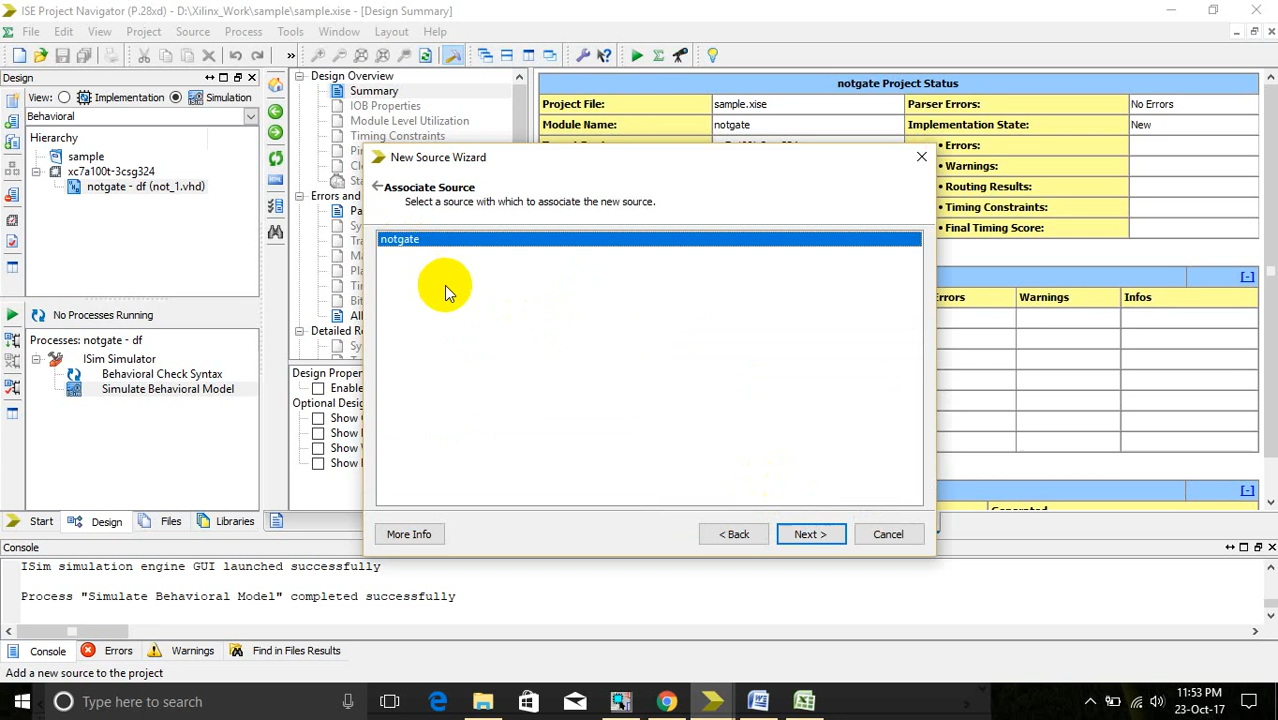 ISE Project Navigator (P.28xd) - D:\Xilinx_Work\sample\sample.xise - [Design Summary]
File Edit View Project Source Process Tools Window Layout Help
Design
View: Implementation Simulation
Behavioral
Hierarchy
sample
xc7a100t-3csg324
notgate - df (not_1.vhd)
No Processes Running
Processes: notgate - df
ISim Simulator
Behavioral Check Syntax
Simulate Behavioral Model
Start Design Files Libraries
Design Overview
Summary
IOB Properties
Module Level Utilization
Timing Constraints
Errors and
Detailed Re
Design Propert
Enable
Optional Desig
Show
Show
Show
Show
notgate Project Status
Project File: sample.xise Parser Errors: No Errors
Module Name: notgate Implementation State: New
• Errors:
• Warnings:
• Routing Results:
• Timing Constraints:
• Final Timing Score:
[-]
Errors Warnings Infos
[-]
New Source Wizard
Associate Source
Select a source with which to associate the new source.
notgate
More Info < Back Next > Cancel
Console
ISim simulation engine GUI launched successfully
Process "Simulate Behavioral Model" completed successfully
Console Errors Warnings Find in Files Results
Add a new source to the project
Type here to search
11:53 PM
23-Oct-17